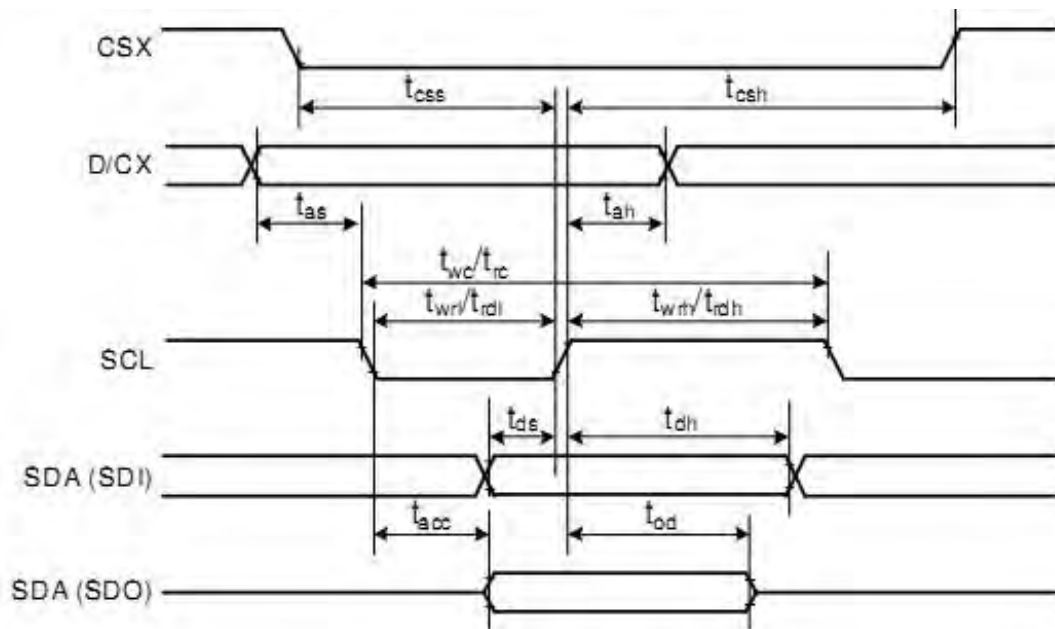 CSX
tcss
tcsh
D/CX
tas
tah
twc/trc
twrl/trdl
twrh/trdh
SCL
tds
tdh
SDA (SDI)
tacc
tod
SDA (SDO)